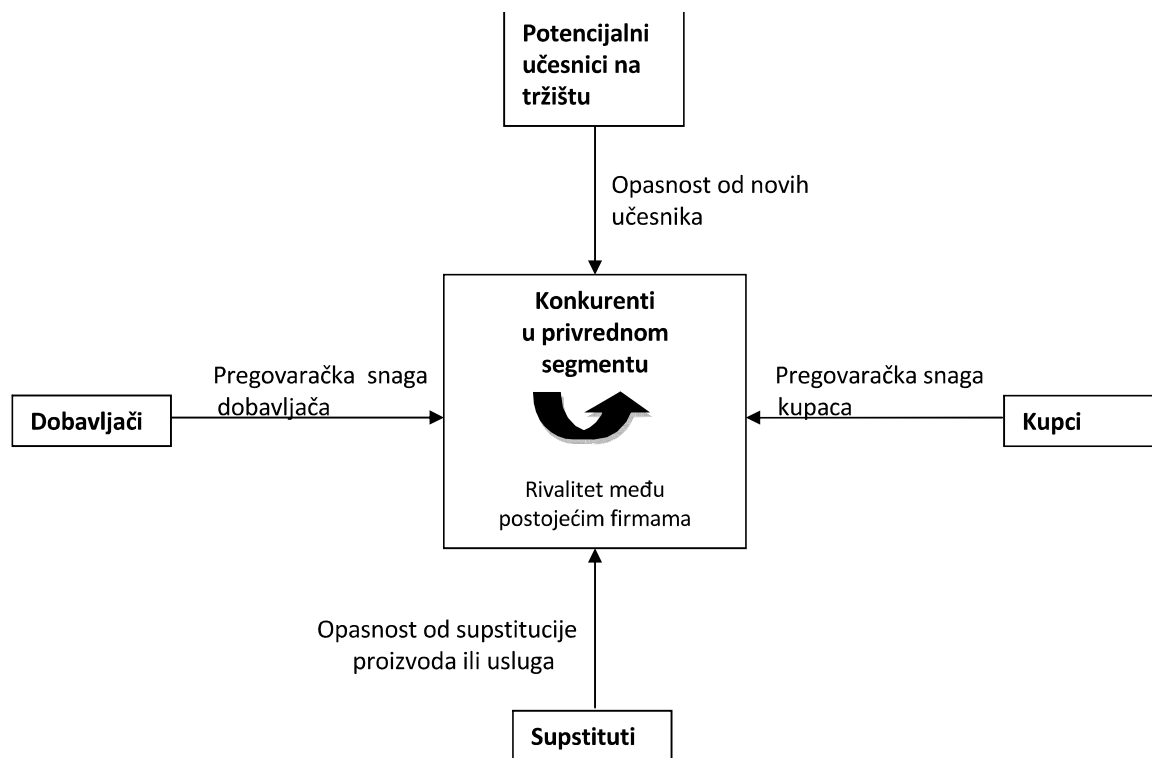 Potencijalni
učesnici na
tržištu
Opasnost od novih
učesnika
Konkurenti
u privrednom
segmentu
Pregovaračka snaga
dobavljača
Pregovaračka snaga
kupaca
Dobavljači
Kupci
Rivalitet među
postojećim firmama
Opasnost od supstitucije
proizvoda ili usluga
Supstituti